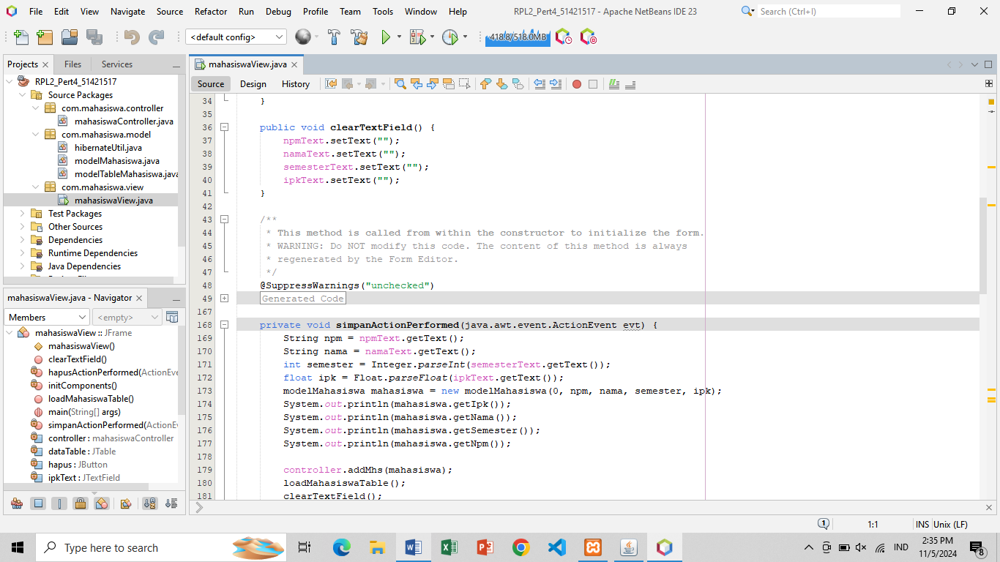 File Edit View Navigate Source Refactor Run Debug Profile Team Tools Window Help RPL2_Pert4_51421517 - Apache NetBeans IDE 23 Search (Ctrl+I)
<default config> 418.8/518.0MB
Projects Files Services
RPL2_Pert4_51421517
Source Packages
com.mahasiswa.controller
mahasiswaController.java
com.mahasiswa.model
hibernateUtil.java
modelMahasiswa.java
modelTableMahasiswa.java
com.mahasiswa.view
mahasiswaView.java
Test Packages
Other Sources
Dependencies
Runtime Dependencies
Java Dependencies
mahasiswaView.java - Navigator
Members <empty>
mahasiswaView :: JFrame
mahasiswaView()
clearTextField()
hapusActionPerformed(ActionEve
initComponents()
loadMahasiswaTable()
main(String[] args)
simpanActionPerformed(ActionE
controller : mahasiswaController
dataTable : JTable
hapus : JButton
ipkText : JTextField
mahasiswaView.java
Source Design History
34 }
35
36 public void clearTextField() {
37 npmText.setText("");
38 namaText.setText("");
39 semesterText.setText("");
40 ipkText.setText("");
41 }
42
43 /**
44 * This method is called from within the constructor to initialize the form.
45 * WARNING: Do NOT modify this code. The content of this method is always
46 * regenerated by the Form Editor.
47 */
48 @SuppressWarnings("unchecked")
49 Generated Code
167
168 private void simpanActionPerformed(java.awt.event.ActionEvent evt) {
169 String npm = npmText.getText();
170 String nama = namaText.getText();
171 int semester = Integer.parseInt(semesterText.getText());
172 float ipk = Float.parseFloat(ipkText.getText());
173 modelMahasiswa mahasiswa = new modelMahasiswa(0, npm, nama, semester, ipk);
174 System.out.println(mahasiswa.getIpk());
175 System.out.println(mahasiswa.getNama());
176 System.out.println(mahasiswa.getSemester());
177 System.out.println(mahasiswa.getNpm());
178
179 controller.addMhs(mahasiswa);
180 loadMahasiswaTable();
181 clearTextField();
1 1:1 INS Unix (LF)
Type here to search IND 2:35 PM
11/5/2024 8